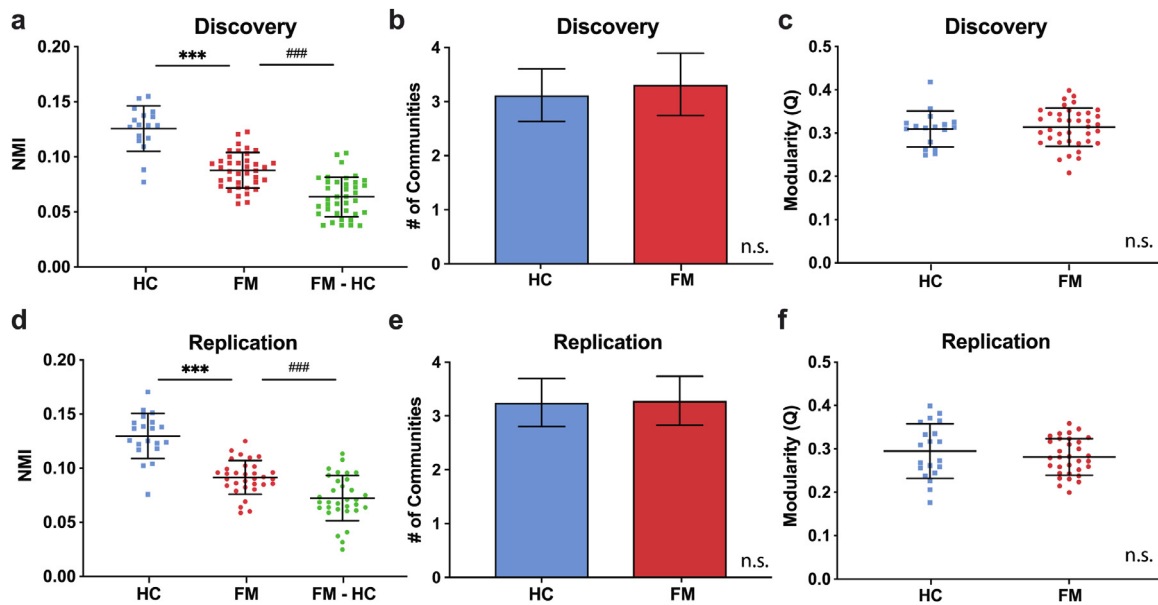 a
Discovery
NMI
0.20
0.15
0.10
0.05
0.00
***
###
HC
FM
FM - HC
b
Discovery
# of Communities
4
3
2
1
0
n.s.
HC
FM
c
Discovery
Modularity (Q)
0.5
0.4
0.3
0.2
0.1
0.0
n.s.
HC
FM
d
Replication
NMI
0.20
0.15
0.10
0.05
0.00
***
###
HC
FM
FM - HC
e
Replication
# of Communities
4
3
2
1
0
n.s.
HC
FM
f
Replication
Modularity (Q)
0.5
0.4
0.3
0.2
0.1
0.0
n.s.
HC
FM